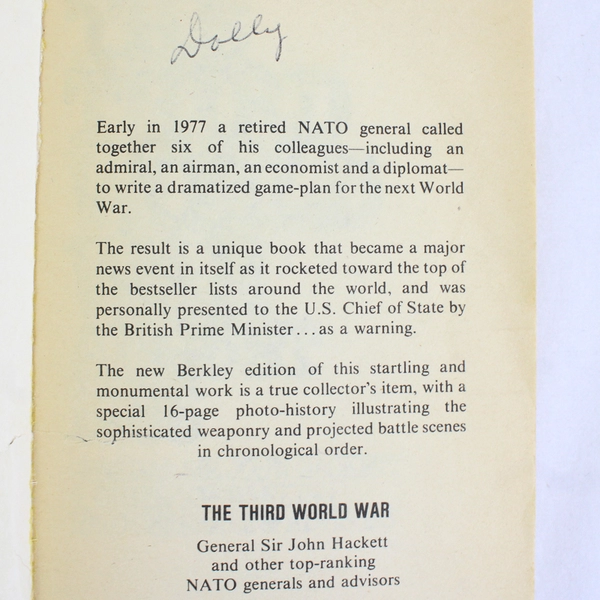 Dolly
Early in 1977 a retired NATO general called
together six of his colleagues—including an
admiral, an airman, an economist and a diplomat—
to write a dramatized game-plan for the next World
War.
The result is a unique book that became a major
news event in itself as it rocketed toward the top of
the bestseller lists around the world, and was
personally presented to the U.S. Chief of State by
the British Prime Minister...as a warning.
The new Berkley edition of this startling and
monumental work is a true collector's item, with a
special 16-page photo-history illustrating the
sophisticated weaponry and projected battle scenes
in chronological order.
THE THIRD WORLD WAR
General Sir John Hackett
and other top-ranking
NATO generals and advisors